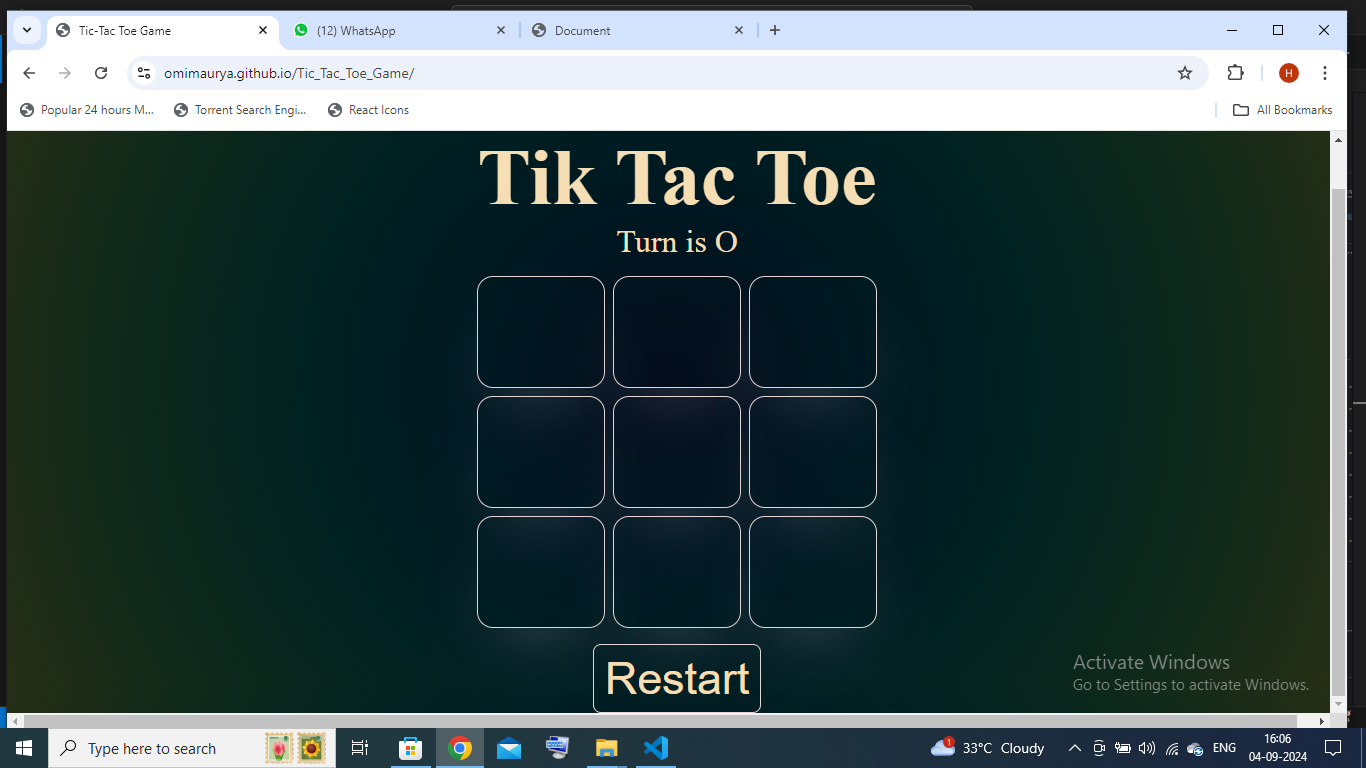 Tic-Tac Toe Game
(12) WhatsApp
Document
omimaurya.github.io/Tic_Tac_Toe_Game/
H
Popular 24 hours M...
Torrent Search Engi...
React Icons
All Bookmarks
Tik Tac Toe
Turn is O
Restart
Activate Windows
Go to Settings to activate Windows.
Type here to search
1
33°C Cloudy
ENG
16:06
04-09-2024